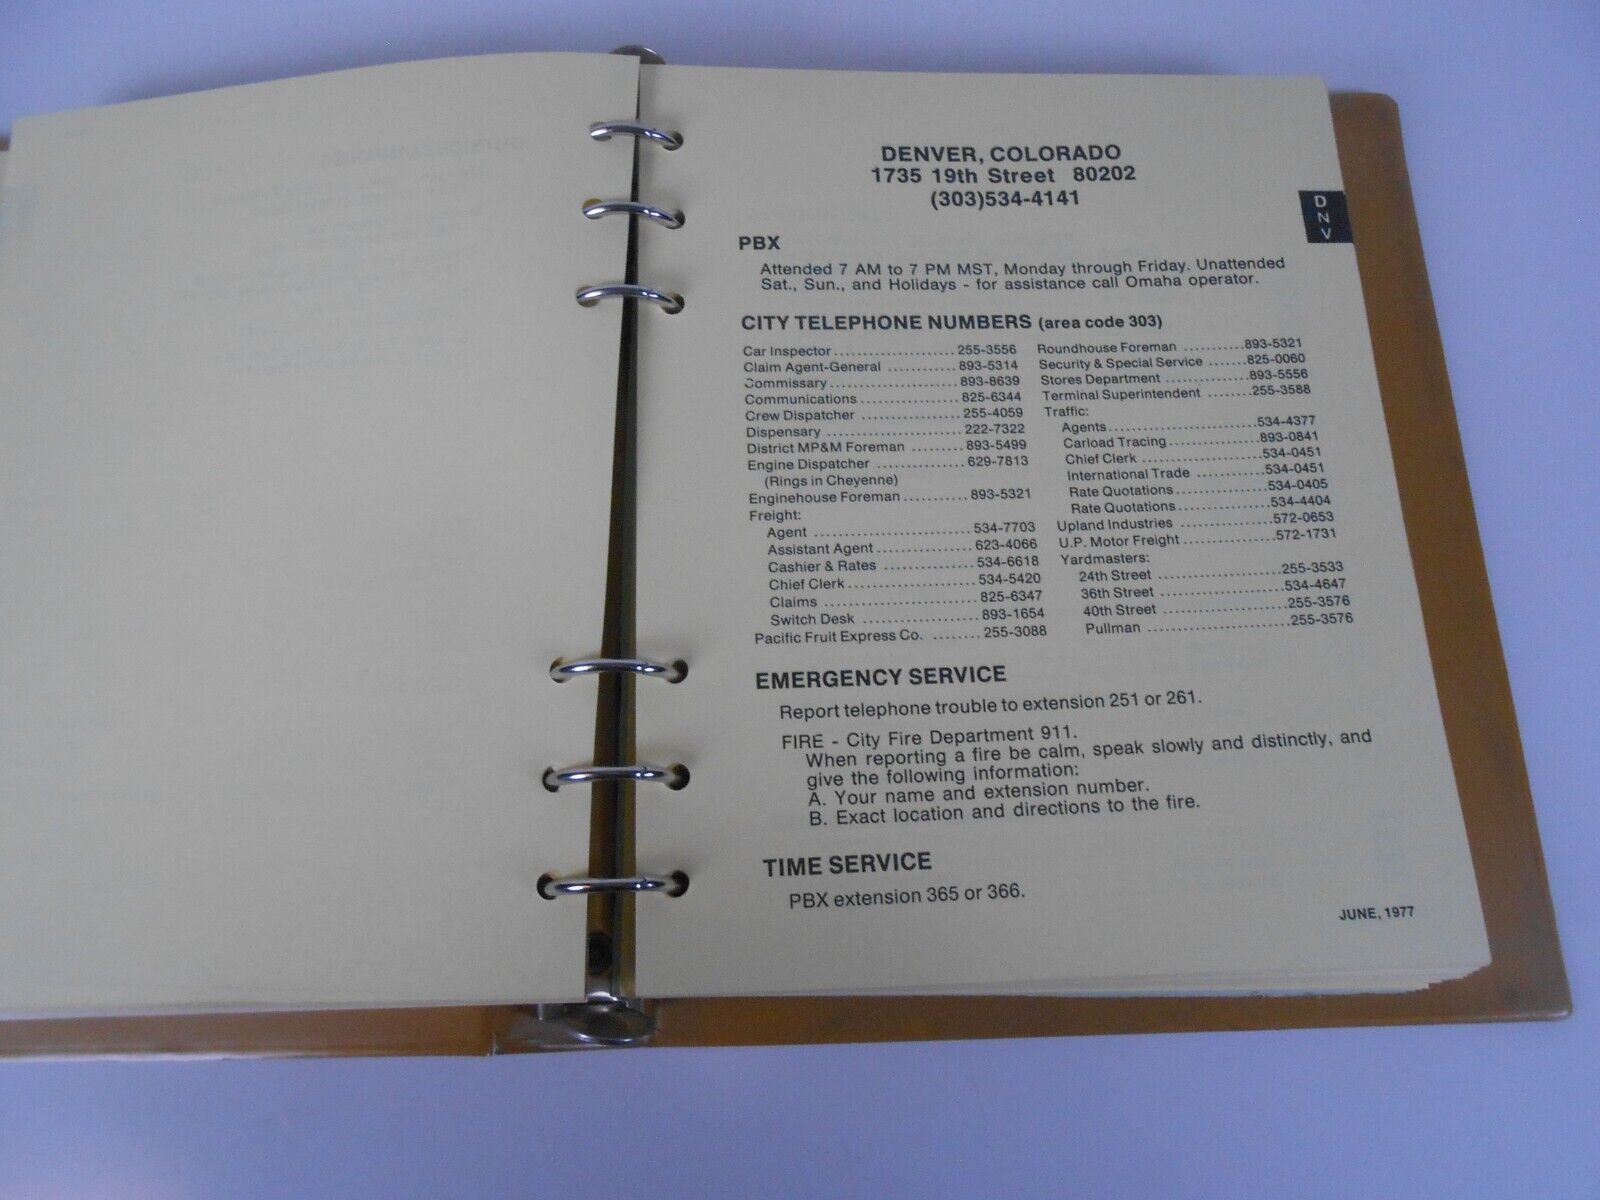 DENVER, COLORADO
1735 19th Street 80202
(303)534-4141
D
N
V
PBX
Attended 7 AM to 7 PM MST, Monday through Friday. Unattended
Sat., Sun., and Holidays - for assistance call Omaha operator.
CITY TELEPHONE NUMBERS (area code 303)
Car Inspector ..................... 255-3556
Claim Agent-General ............ 893-5314
Commissary ...................... 893-8639
Communications ................. 825-6344
Crew Dispatcher ................. 255-4059
Dispensary ........................ 222-7322
District MP&M Foreman ......... 893-5499
Engine Dispatcher ............... 629-7813
(Rings in Cheyenne)
Enginehouse Foreman ........... 893-5321
Freight:
Agent ........................... 534-7703
Assistant Agent ................ 623-4066
Cashier & Rates ............... 534-6618
Chief Clerk ...................... 534-5420
Claims .......................... 825-6347
Switch Desk .................... 893-1654
Pacific Fruit Express Co. ........ 255-3088
Roundhouse Foreman ........... 893-5321
Security & Special Service ....... 825-0060
Stores Department .............. 893-5556
Terminal Superintendent ........ 255-3588
Traffic:
Agents .......................... 534-4377
Carload Tracing ................ 893-0841
Chief Clerk ..................... 534-0451
International Trade ............ 534-0451
Rate Quotations ................ 534-0405
Rate Quotations ................ 534-4404
Upland Industries ................ 572-0653
U.P. Motor Freight ................ 572-1731
Yardmasters:
24th Street ..................... 255-3533
36th Street ..................... 534-4647
40th Street ...................... 255-3576
Pullman ......................... 255-3576
EMERGENCY SERVICE
Report telephone trouble to extension 251 or 261.
FIRE - City Fire Department 911.
When reporting a fire be calm, speak slowly and distinctly, and
give the following information:
A. Your name and extension number.
B. Exact location and directions to the fire.
TIME SERVICE
PBX extension 365 or 366.
JUNE, 1977